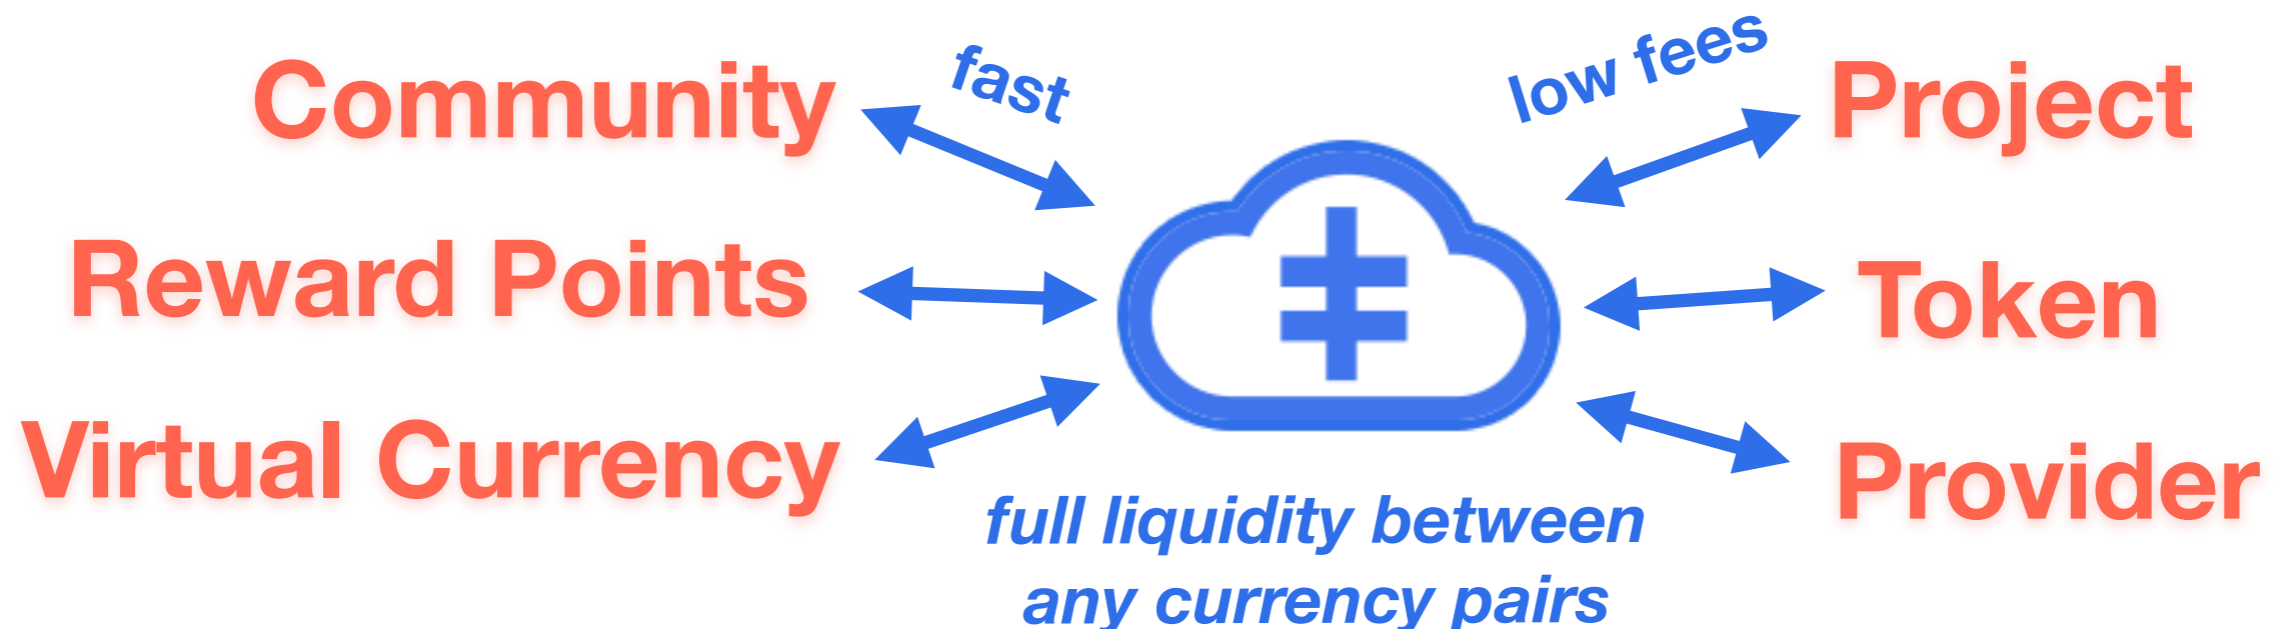 Community
fast
low fees
Project
Reward Points
Token
Virtual Currency
Provider
full liquidity between
any currency pairs